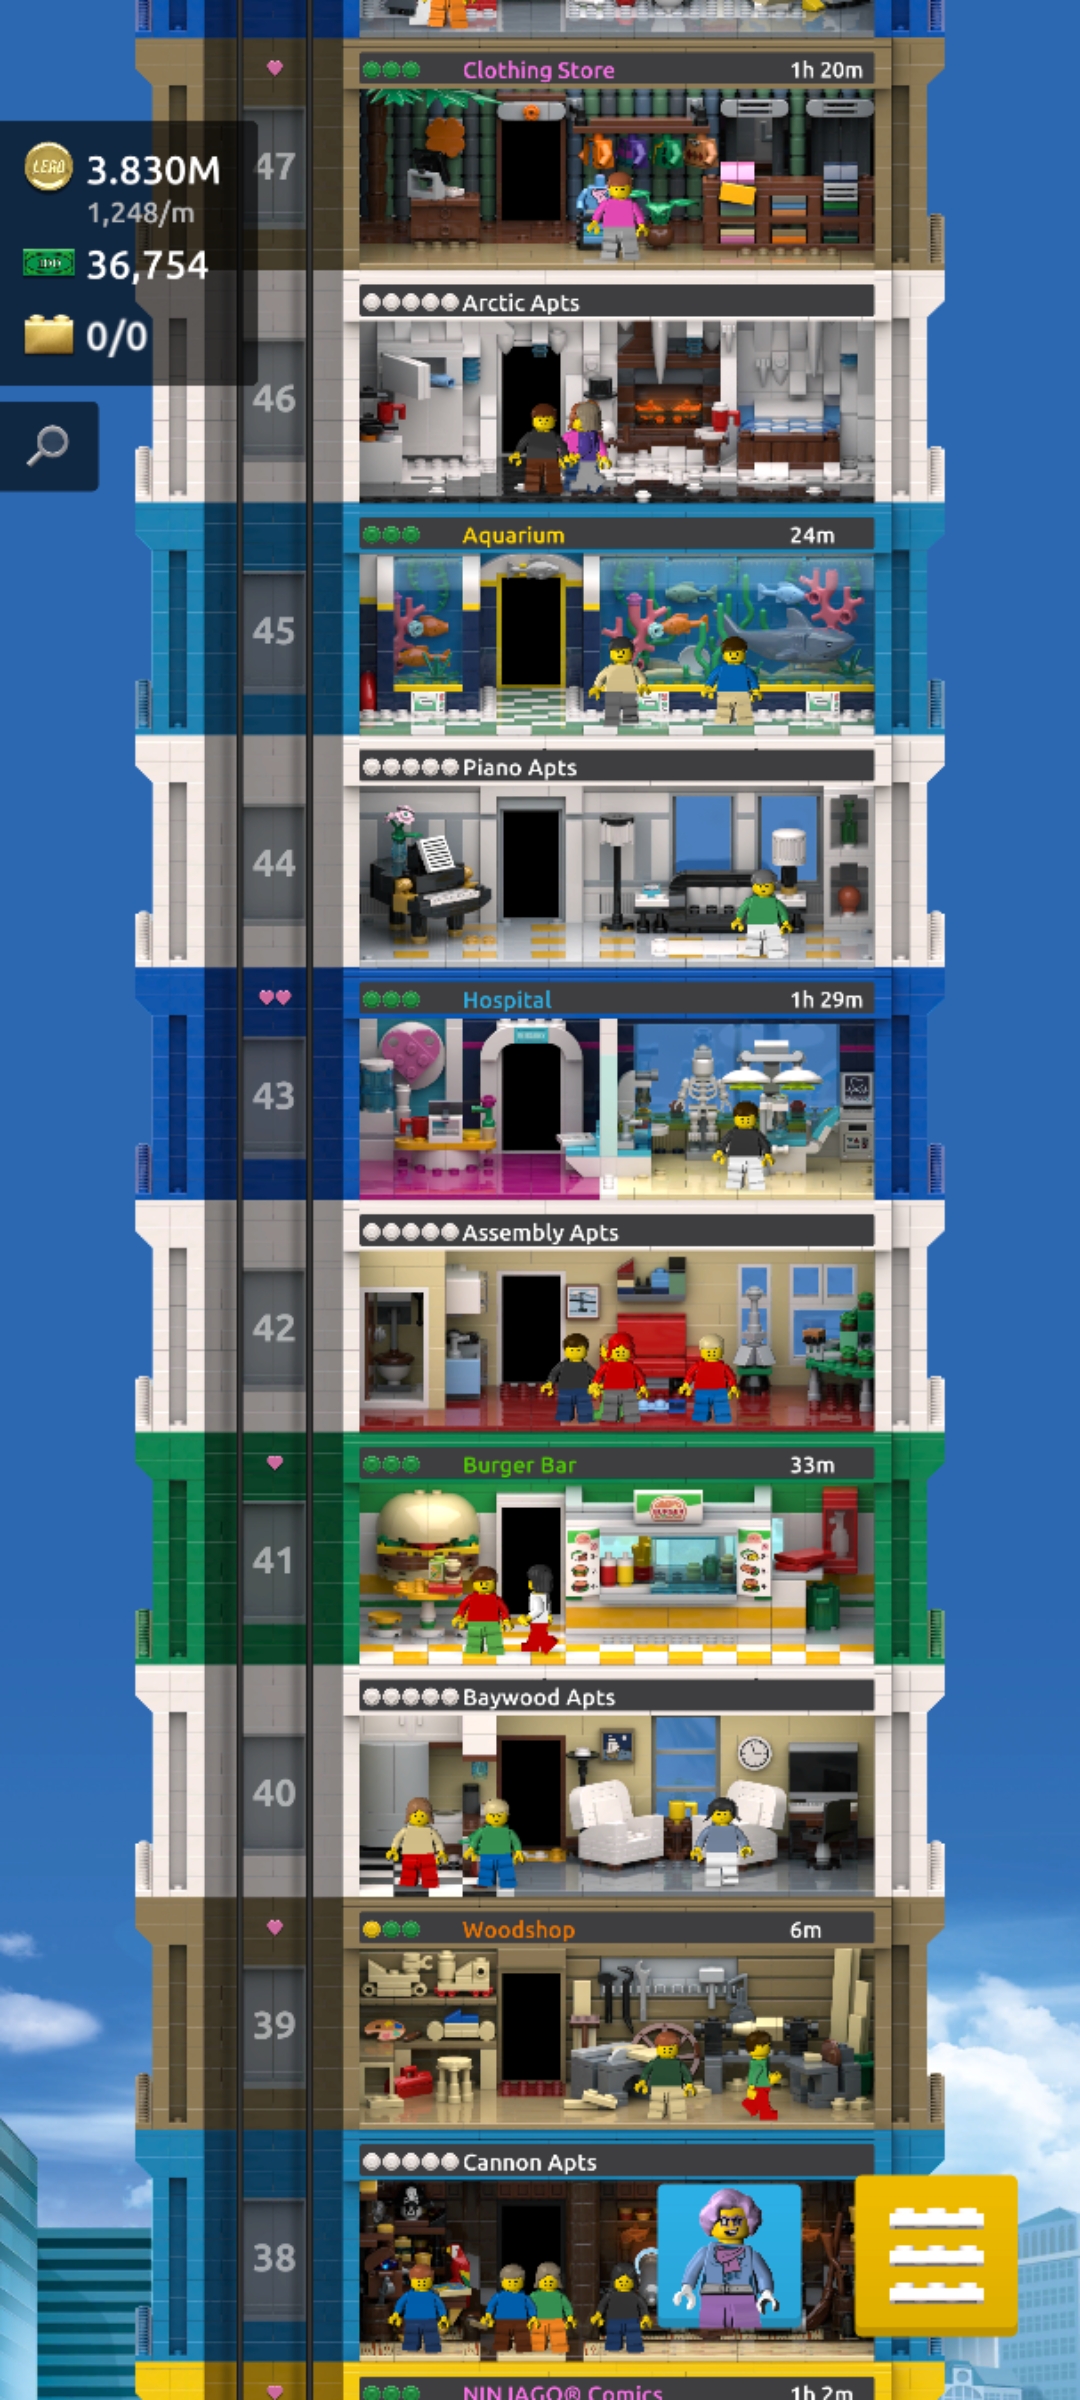 Clothing Store 1h 20m
47
LEGO 3.830M
1,248/m
36,754
0/0
Arctic Apts
46
Aquarium 24m
45
Piano Apts
44
Hospital 1h 29m
43
Assembly Apts
42
Burger Bar 33m
41
Baywood Apts
40
Woodshop 6m
39
Cannon Apts
38
NINJAGO® Comics 1h 2m